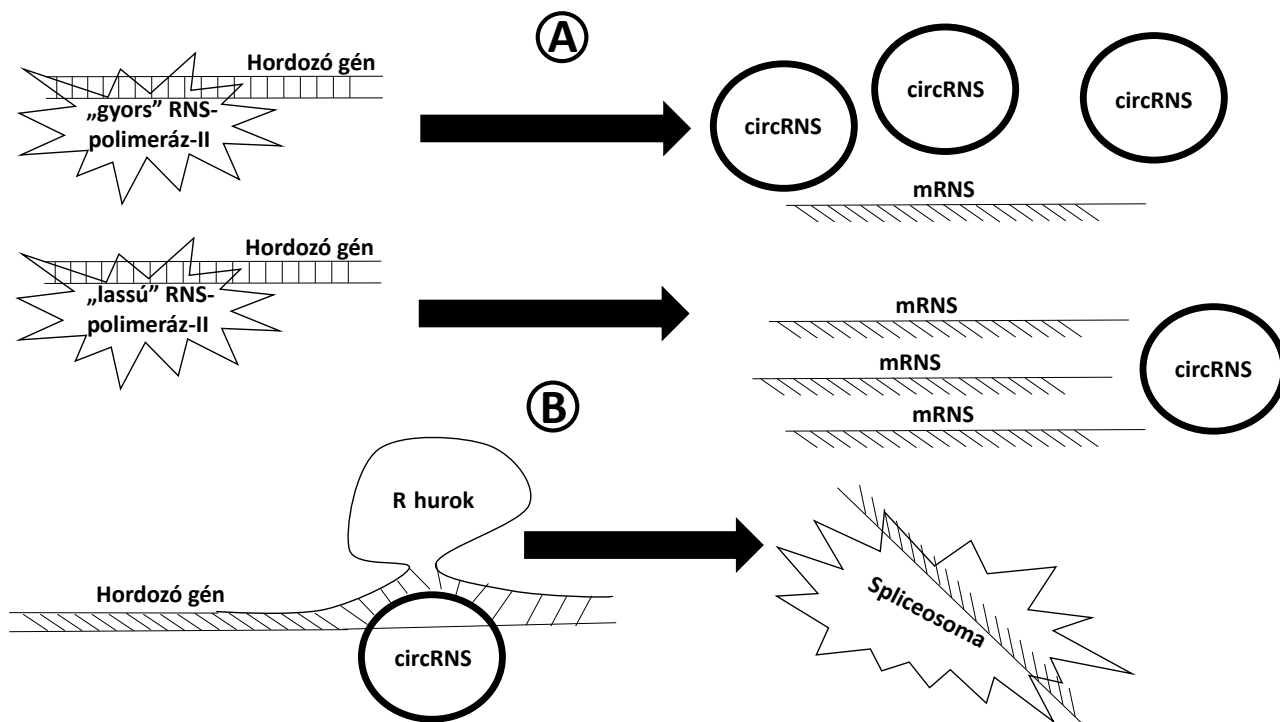 A
Hordozó gén
„gyors” RNS-
polimeráz-II
circRNS
circRNS
circRNS
mRNS
Hordozó gén
„lassú” RNS-
polimeráz-II
mRNS
mRNS
mRNS
circRNS
B
R hurok
Hordozó gén
circRNS
Spliceosoma